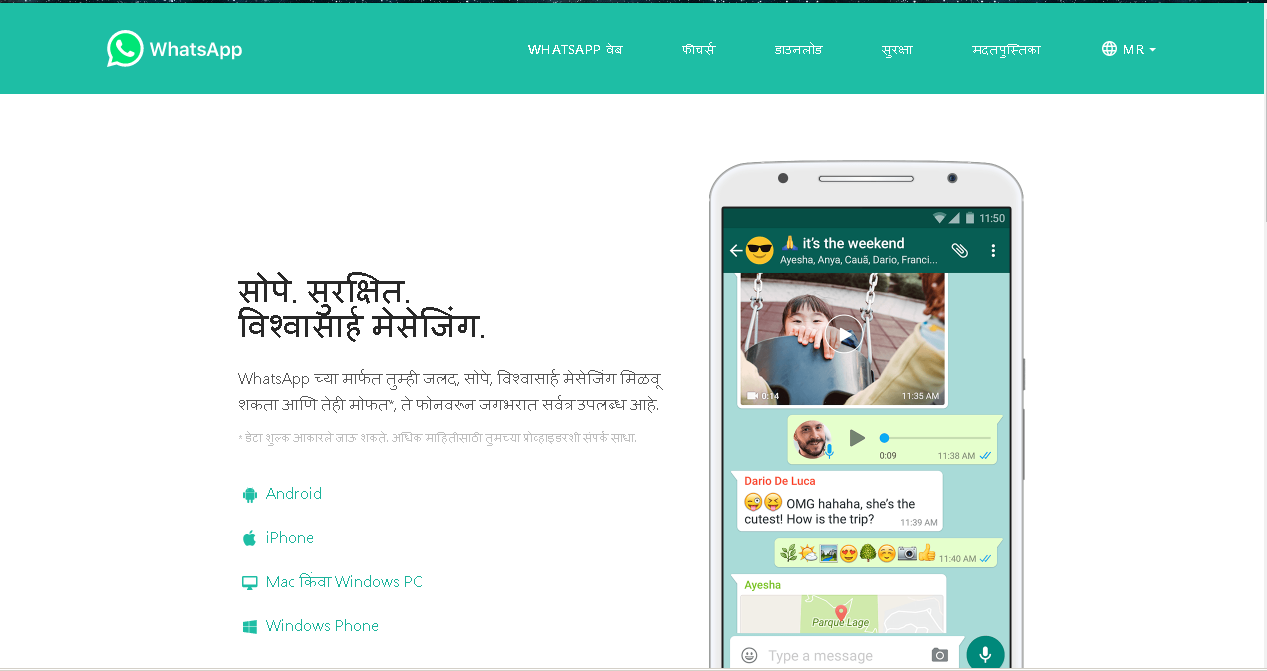 WhatsApp
WHATSAPP वेब
फीचर्स
डाउनलोड
सुरक्षा
मदतपुस्तिका
MR
सोपे. सुरक्षित.
विश्वासार्ह मेसेजिंग.
WhatsApp च्या मार्फत तुम्ही जलद, सोपे, विश्वासार्ह मेसेजिंग मिळवू
शकता आणि तेही मोफत*, ते फोनवरून जगभरात सर्वत्र उपलब्ध आहे.
* डेटा शुल्क आकारले जाऊ शकते. अधिक माहितीसाठी तुमच्या प्रोव्हाइडरशी संपर्क साधा.
Android
iPhone
Mac किंवा Windows PC
Windows Phone
11:50
🙏 it's the weekend
Ayesha, Anya, Cauã, Dario, Franci...
0:14
11:35 AM
0:09
11:38 AM
Dario De Luca
😜😝 OMG hahaha, she's the
cutest! How is the trip?
11:39 AM
🌿🌤🏞😍🌳☺📷👍 11:40 AM
Ayesha
Parque Lage
Type a message